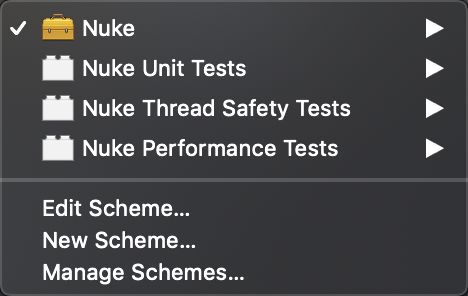 Nuke
Nuke Unit Tests
Nuke Thread Safety Tests
Nuke Performance Tests
Edit Scheme...
New Scheme...
Manage Schemes...